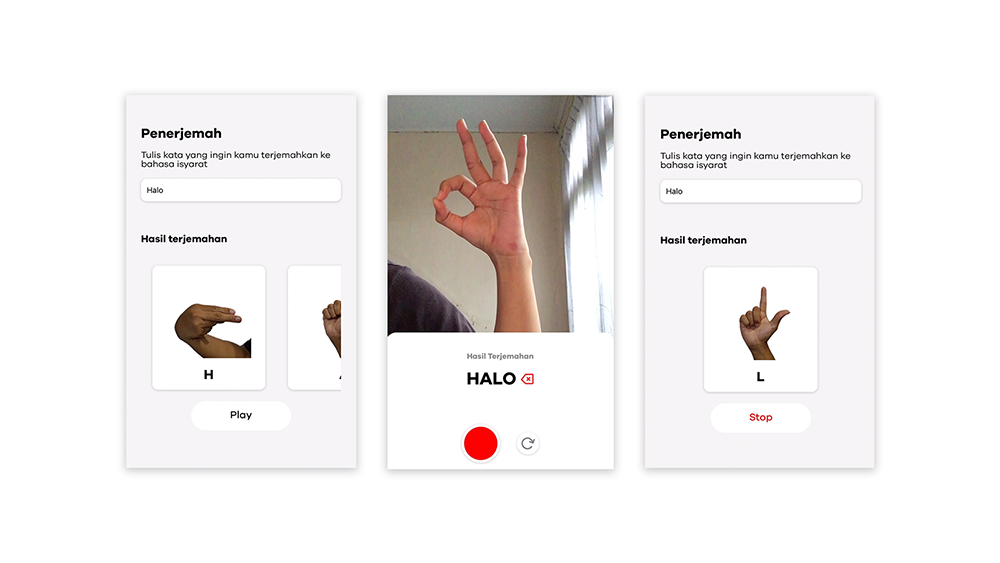 Penerjemah
Tulis kata yang ingin kamu terjemahkan ke
bahasa isyarat
Halo
Hasil terjemahan
H
Play
Hasil Terjemahan
HALO
Penerjemah
Tulis kata yang ingin kamu terjemahkan ke
bahasa isyarat
Halo
Hasil terjemahan
L
Stop